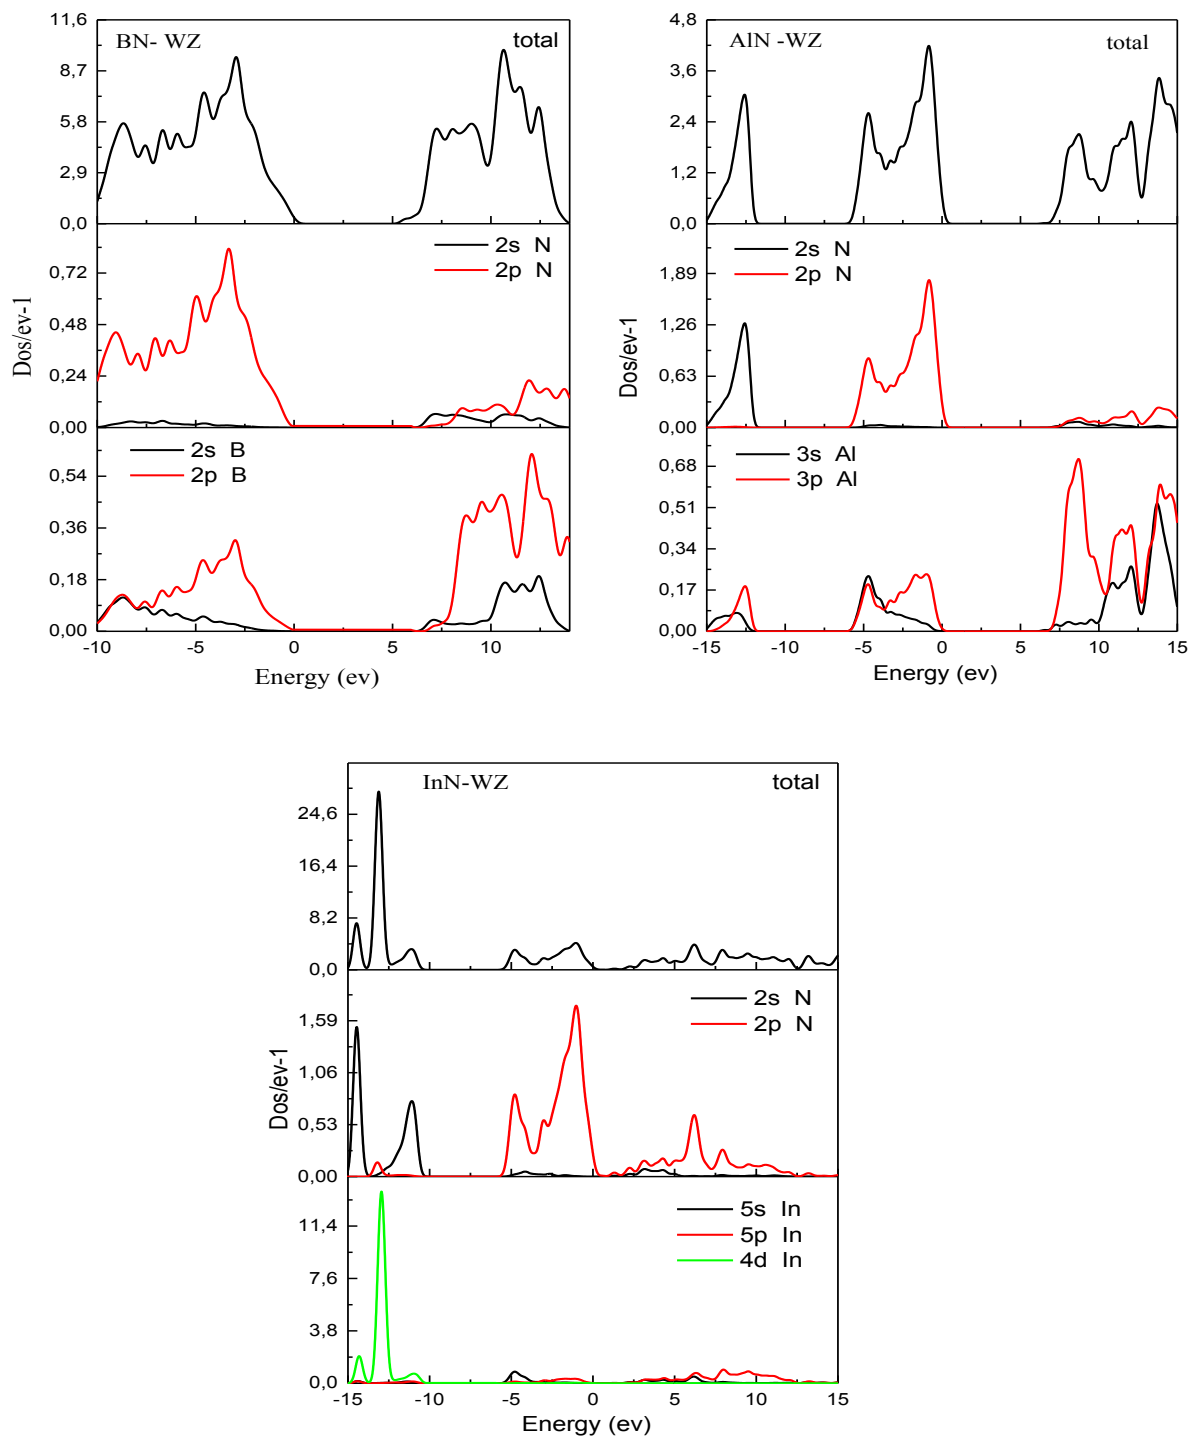 BN- WZ
total
11,6
8,7
5,8
2,9
0,0
2s N
2p N
0,72
0,48
0,24
0,00
Dos/ev-1
2s B
2p B
0,54
0,36
0,18
0,00
-10
-5
0
5
10
Energy (ev)
AlN -WZ
total
4,8
3,6
2,4
1,2
0,0
2s N
2p N
1,89
1,26
0,63
0,00
Dos/ev-1
3s Al
3p Al
0,68
0,51
0,34
0,17
0,00
-15
-10
-5
0
5
10
15
Energy (ev)
InN-WZ
total
24,6
16,4
8,2
0,0
2s N
2p N
1,59
1,06
0,53
0,00
Dos/ev-1
5s In
5p In
4d In
11,4
7,6
3,8
0,0
-15
-10
-5
0
5
10
15
Energy (ev)